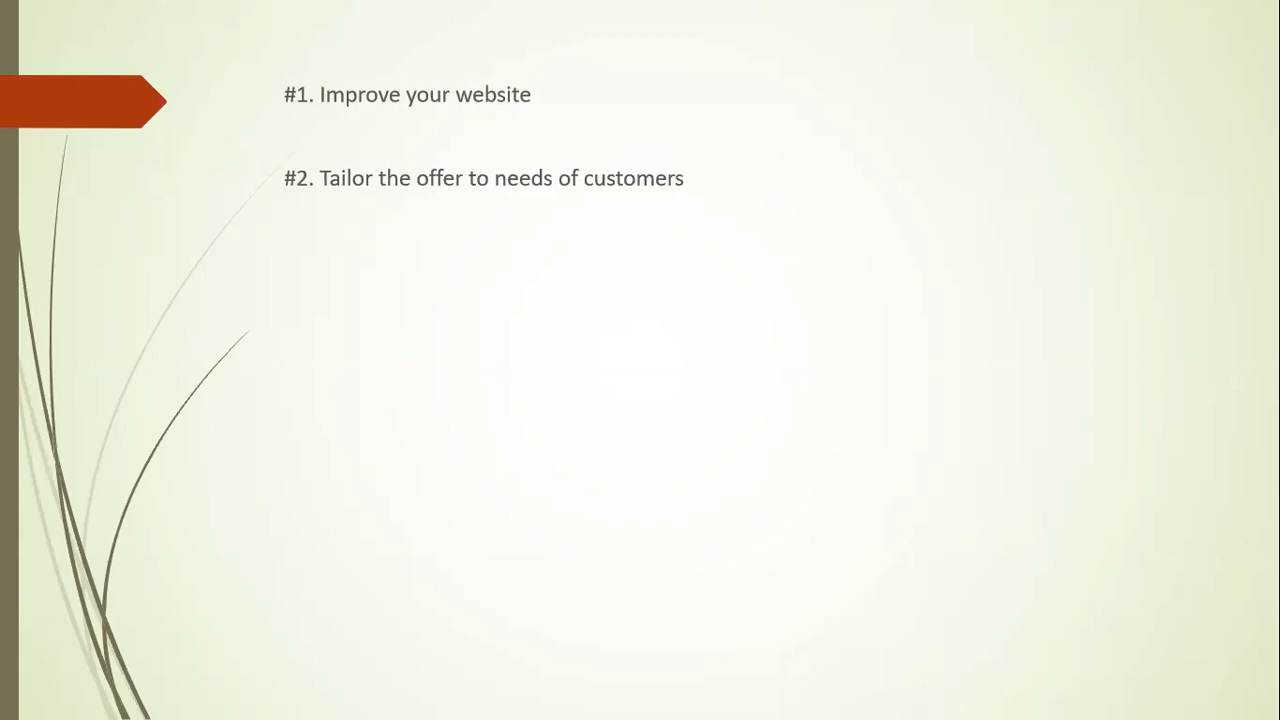 #1. Improve your website
#2. Tailor the offer to needs of customers